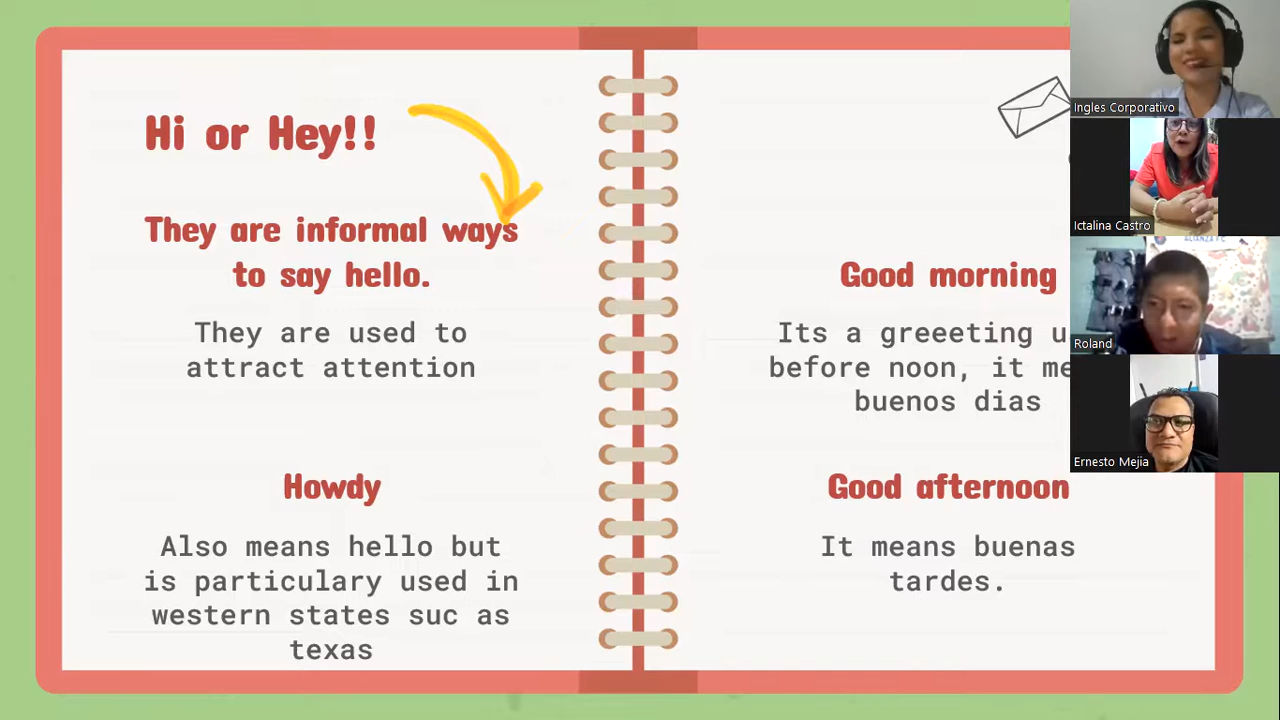 Hi or Hey!!
They are informal ways
to say hello.
They are used to
attract attention
Howdy
Also means hello but
is particulary used in
western states suc as
texas
Good morning
Its a greeeting
before noon, it
buenos dias
Good afternoon
It means buenas
tardes.
Ingles Corporativo
Ictalina Castro
ALIANZA F.C.
Roland
Ernesto Mejia